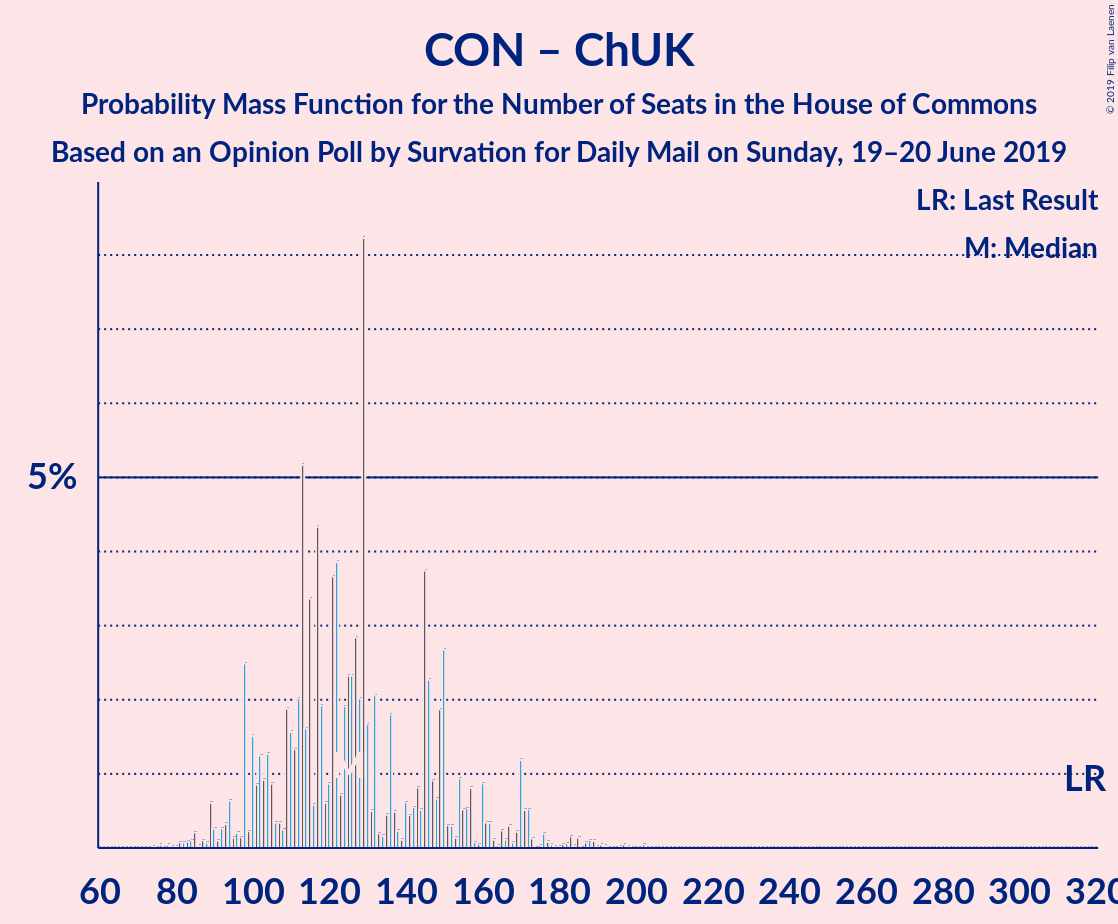 CON – ChUK
Probability Mass Function for the Number of Seats in the House of Commons
Based on an Opinion Poll by Survation for Daily Mail on Sunday, 19–20 June 2019
© 2019 Filip van Laenen
LR: Last Result
M: Median
5%
LR
60 80 100 120 140 160 180 200 220 240 260 280 300 320